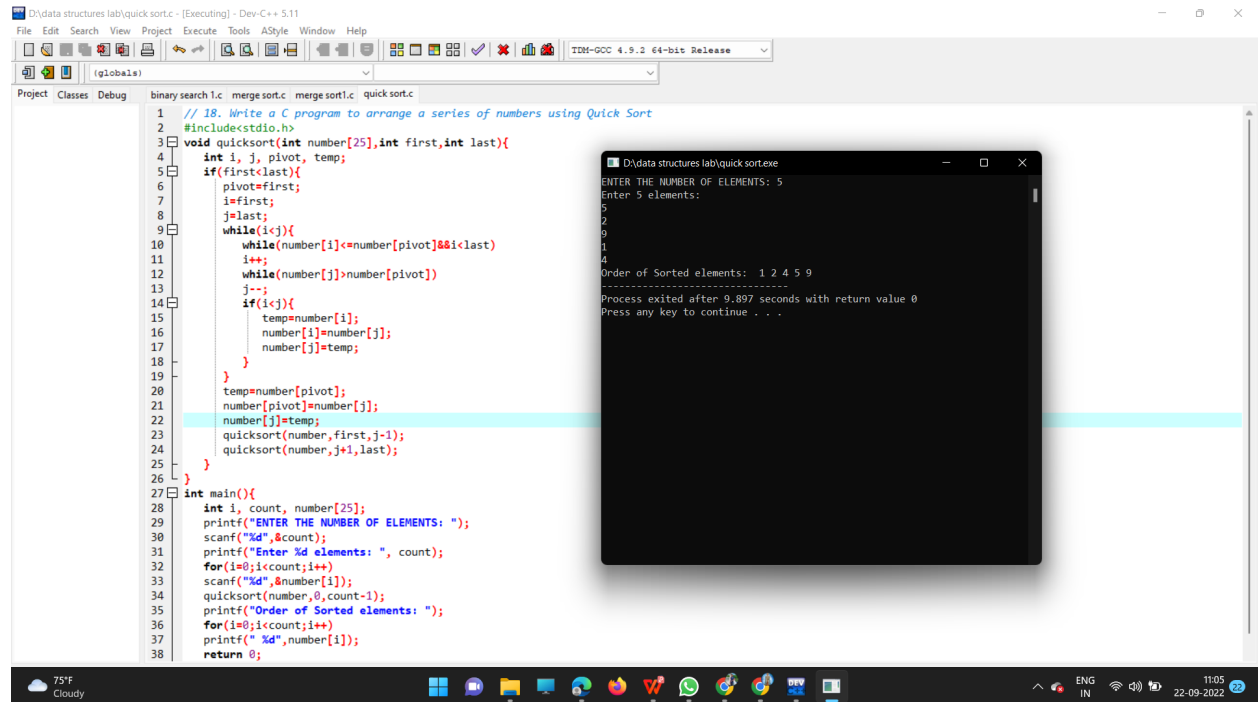 D:\data structures lab\quick sort.c - [Executing] - Dev-C++ 5.11
File Edit Search View Project Execute Tools AStyle Window Help
TDM-GCC 4.9.2 64-bit Release
(globals)
Project Classes Debug binary search 1.c merge sort.c merge sort1.c quick sort.c
1 // 18. Write a C program to arrange a series of numbers using Quick Sort
2 #include<stdio.h>
3 void quicksort(int number[25],int first,int last){
4 int i, j, pivot, temp;
5 if(first<last){
6 pivot=first;
7 i=first;
8 j=last;
9 while(i<j){
10 while(number[i]<=number[pivot]&&i<last)
11 i++;
12 while(number[j]>number[pivot])
13 j--;
14 if(i<j){
15 temp=number[i];
16 number[i]=number[j];
17 number[j]=temp;
18 }
19 }
20 temp=number[pivot];
21 number[pivot]=number[j];
22 number[j]=temp;
23 quicksort(number,first,j-1);
24 quicksort(number,j+1,last);
25 }
26 }
27 int main(){
28 int i, count, number[25];
29 printf("ENTER THE NUMBER OF ELEMENTS: ");
30 scanf("%d",&count);
31 printf("Enter %d elements: ", count);
32 for(i=0;i<count;i++)
33 scanf("%d",&number[i]);
34 quicksort(number,0,count-1);
35 printf("Order of Sorted elements: ");
36 for(i=0;i<count;i++)
37 printf(" %d",number[i]);
38 return 0;
D:\data structures lab\quick sort.exe
ENTER THE NUMBER OF ELEMENTS: 5
Enter 5 elements:
5
2
9
1
4
Order of Sorted elements:  1 2 4 5 9
--------------------------------
Process exited after 9.897 seconds with return value 0
Press any key to continue . . .
75°F
Cloudy
DEV
ENG
IN
11:05
22-09-2022
22